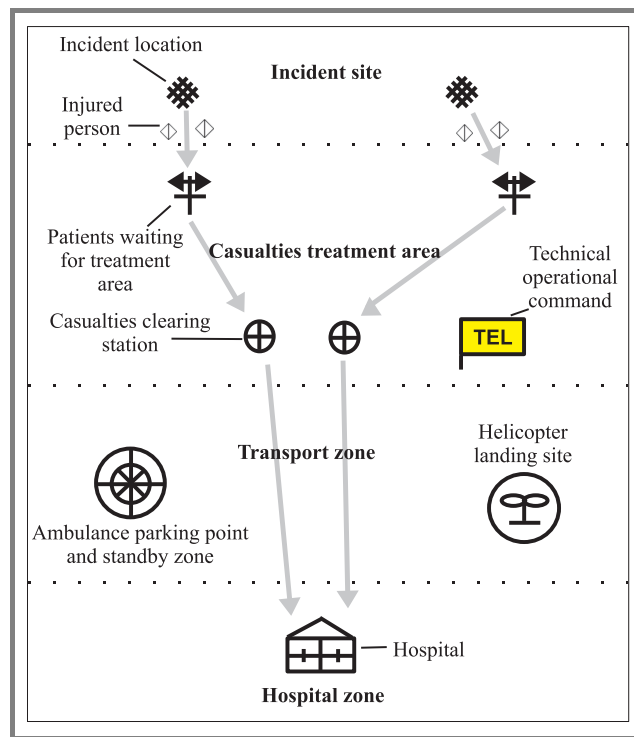 Incident location
Incident site
Injured
person
Patients waiting
for treatment
area
Casualties treatment area
Technical
operational
command
Casualties clearing
station
TEL
Transport zone
Helicopter
landing site
Ambulance parking point
and standby zone
Hospital
Hospital zone